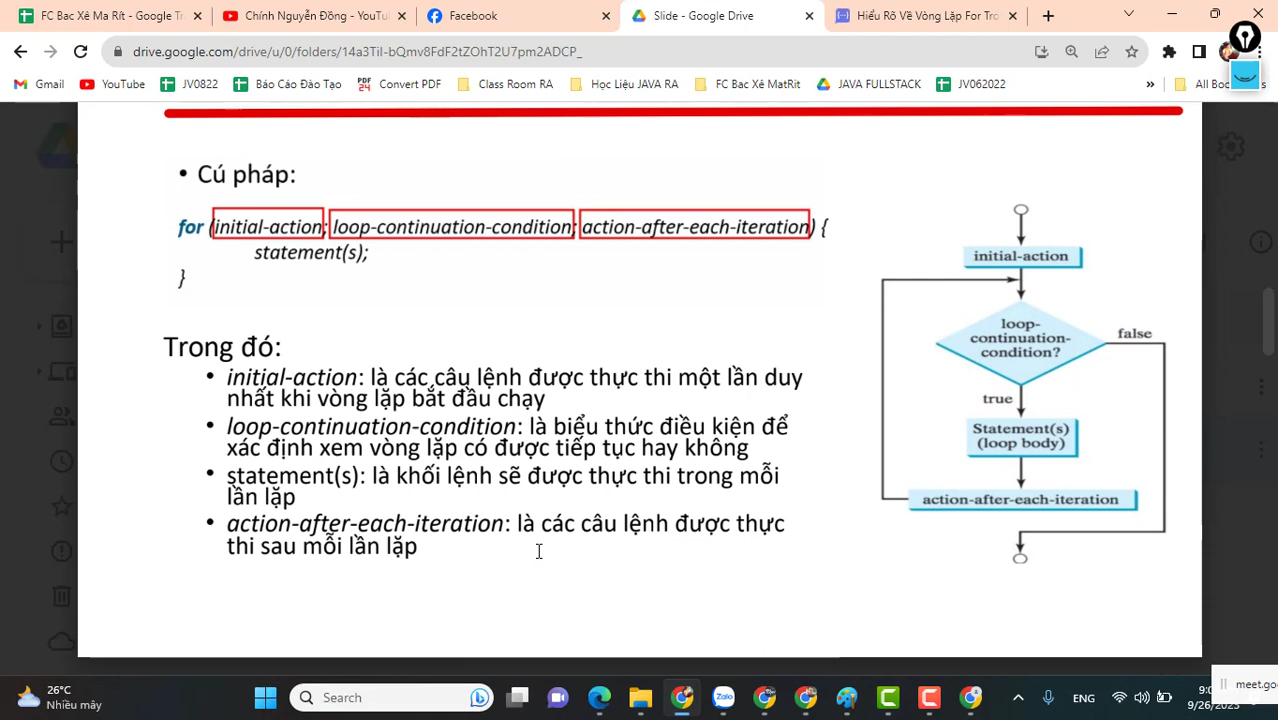 FC Bac Xê Ma Rít - Google Tran
Chính Nguyễn Đồng - YouTu
Facebook
Slide - Google Drive
Hiểu Rõ Về Vòng Lặp For Tro
drive.google.com/drive/u/0/folders/14a3TiI-bQmv8FdF2tZOhT2U7pm2ADCP_
Gmail
YouTube
JV0822
Báo Cáo Đào Tạo
Convert PDF
Class Room RA
Học Liệu JAVA RA
FC Bac Xê MatRit
JAVA FULLSTACK
JV062022
»
All Boo
• Cú pháp:
for (initial-action; loop-continuation-condition; action-after-each-iteration) {
statement(s);
}
Trong đó:
• initial-action: là các câu lệnh được thực thi một lần duy
nhất khi vòng lặp bắt đầu chạy
• loop-continuation-condition: là biểu thức điều kiện để
xác định xem vòng lặp có được tiếp tục hay không
• statement(s): là khối lệnh sẽ được thực thi trong mỗi
lần lặp
• action-after-each-iteration: là các câu lệnh được thực
thi sau mỗi lần lặp
initial-action
loop-
continuation-
condition?
false
true
Statement(s)
(loop body)
action-after-each-iteration
meet.go
26°C
Nhiều mây
Search
Zalo
ENG
9:0
9/26/202